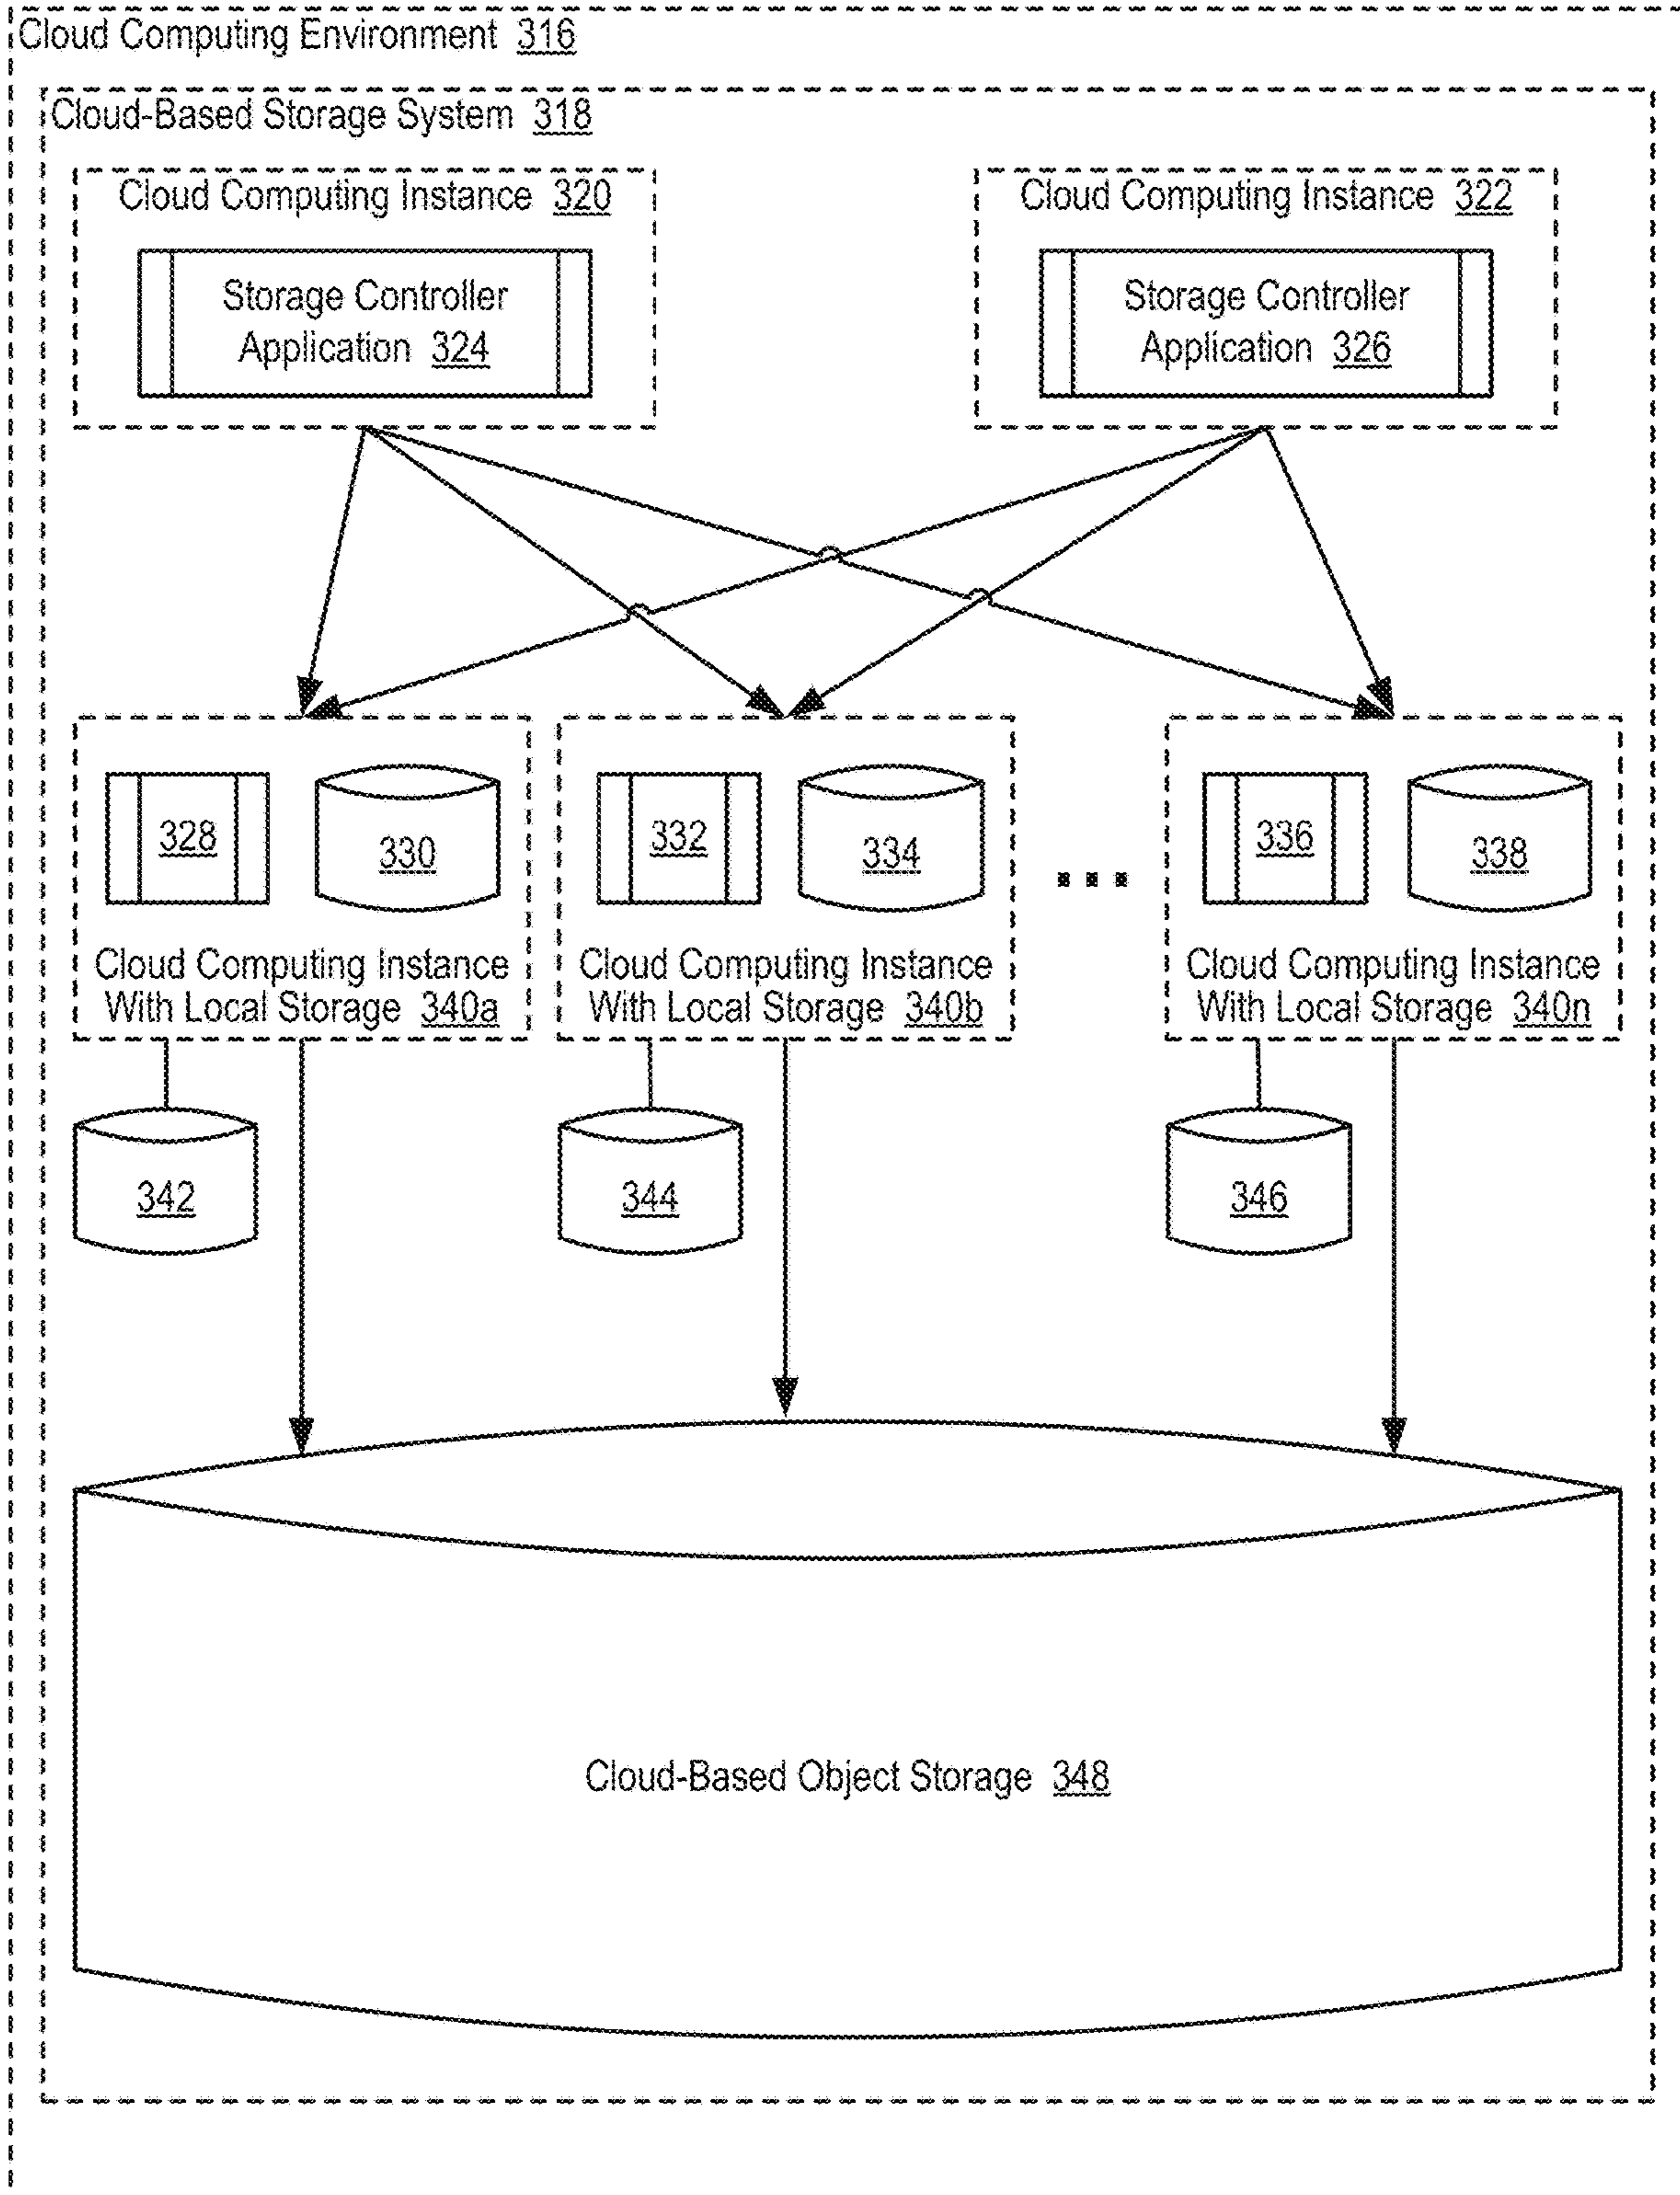 Cloud Computing Environment 316
Cloud-Based Storage System 318
Cloud Computing Instance 320
Storage Controller
Application 324
Cloud Computing Instance 322
Storage Controller
Application 326
328
330
Cloud Computing Instance
With Local Storage 340a
332
334
Cloud Computing Instance
With Local Storage 340b
...
336
338
Cloud Computing Instance
With Local Storage 340n
342
344
346
Cloud-Based Object Storage 348